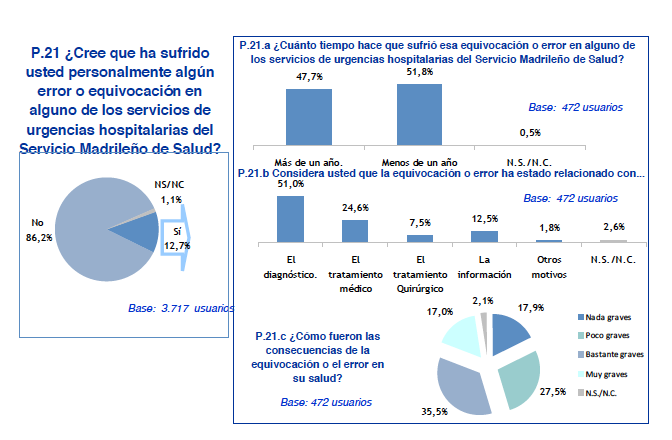 P.21 ¿Cree que ha sufrido
usted personalmente algún
error o equivocación en
alguno de los servicios de
urgencias hospitalarias del
Servicio Madrileño de Salud?
NS/NC
1,1%
No
86,2%
Sí
12,7%
Base: 3.717 usuarios
P.21.a ¿Cuánto tiempo hace que sufrió esa equivocación o error en alguno de
los servicios de urgencias hospitalarias del Servicio Madrileño de Salud?
47,7%
51,8%
0,5%
Base: 472 usuarios
Más de un año.
Menos de un año
N.S./N.C.
P.21.b Considera usted que la equivocación o error ha estado relacionado con...
51,0%
24,6%
7,5%
12,5%
1,8%
2,6%
Base: 472 usuarios
El
diagnóstico.
El
tratamiento
médico
El
tratamiento
Quirúrgico
La
información
Otros
motivos
N.S./N.C.
P.21.c ¿Cómo fueron las
consecuencias de la
equivocación o el error en
su salud?
Base: 472 usuarios
2,1%
17,0%
17,9%
27,5%
35,5%
Nada graves
Poco graves
Bastante graves
Muy graves
N.S./N.C.